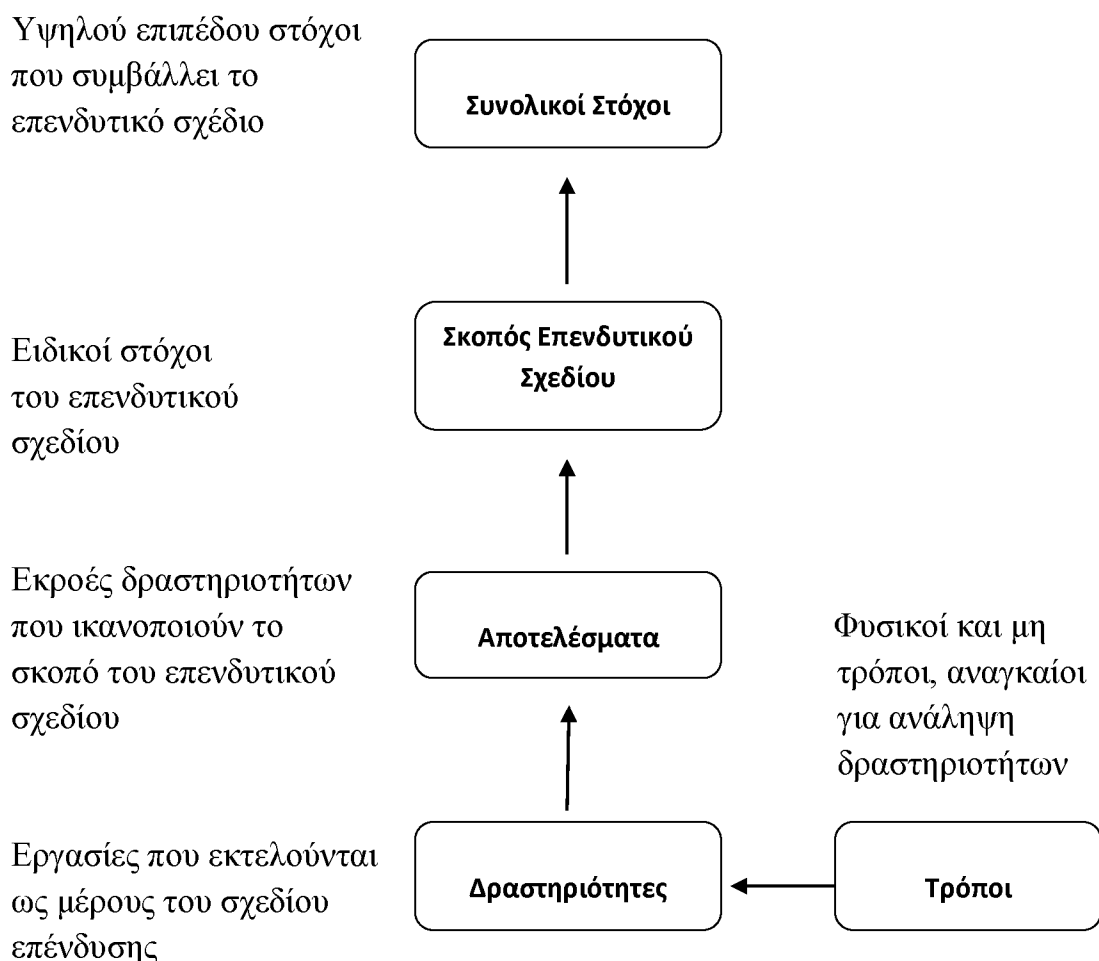 Υψηλού επιπέδου στόχοι
που συμβάλλει το
επενδυτικό σχέδιο
Συνολικοί Στόχοι
Σκοπός Επενδυτικού
Σχεδίου
Ειδικοί στόχοι
του επενδυτικού
σχεδίου
Εκροές δραστηριοτήτων
που ικανοποιούν το
σκοπό του επενδυτικού
σχεδίου
Αποτελέσματα
Φυσικοί και μη
τρόποι, αναγκαίοι
για ανάληψη
δραστηριοτήτων
Εργασίες που εκτελούνται
ως μέρους του σχεδίου
επένδυσης
Δραστηριότητες
Τρόποι